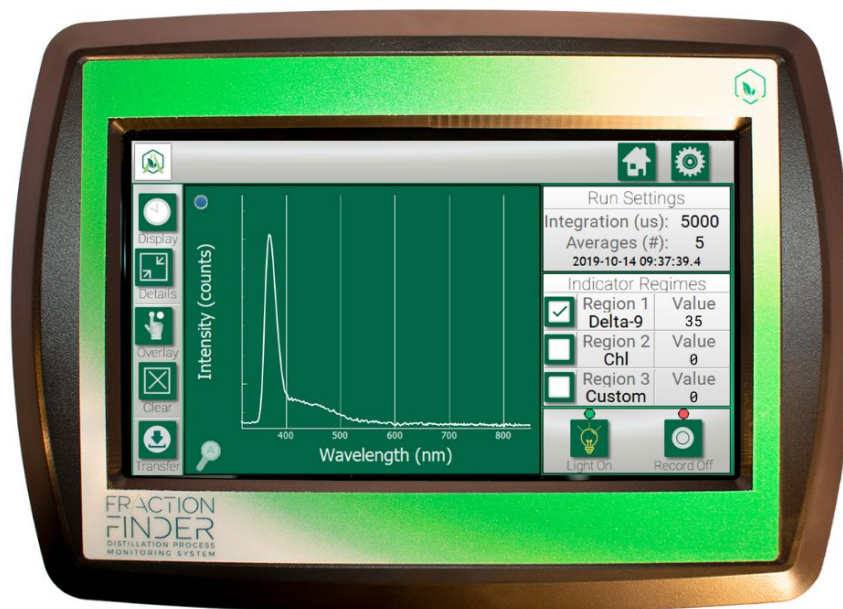 Run Settings
Integration (us): 5000
Averages (#): 5
2019-10-14 09:37:39.4
Indicator Regimes
Region 1 Value
Delta-9 35
Region 2 Value
Chl 0
Region 3 Value
Custom 0
Light On Record Off
Display
Details
Overlay
Clear
Transfer
Intensity (counts)
400 500 600 700 800
Wavelength (nm)
FRACTION
FINDER
DISTILLATION PROCESS
MONITORING SYSTEM